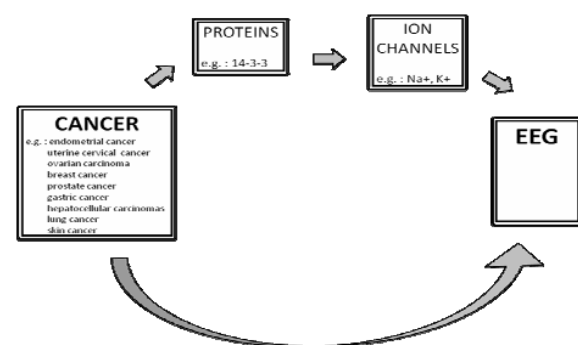 PROTEINS
e.g. : 14-3-3
ION
CHANNELS
e.g. : Na+, K+
CANCER
e.g. : endometrial cancer
uterine cervical cancer
ovarian carcinoma
breast cancer
prostate cancer
gastric cancer
hepatocellular carcinomas
lung cancer
skin cancer
EEG